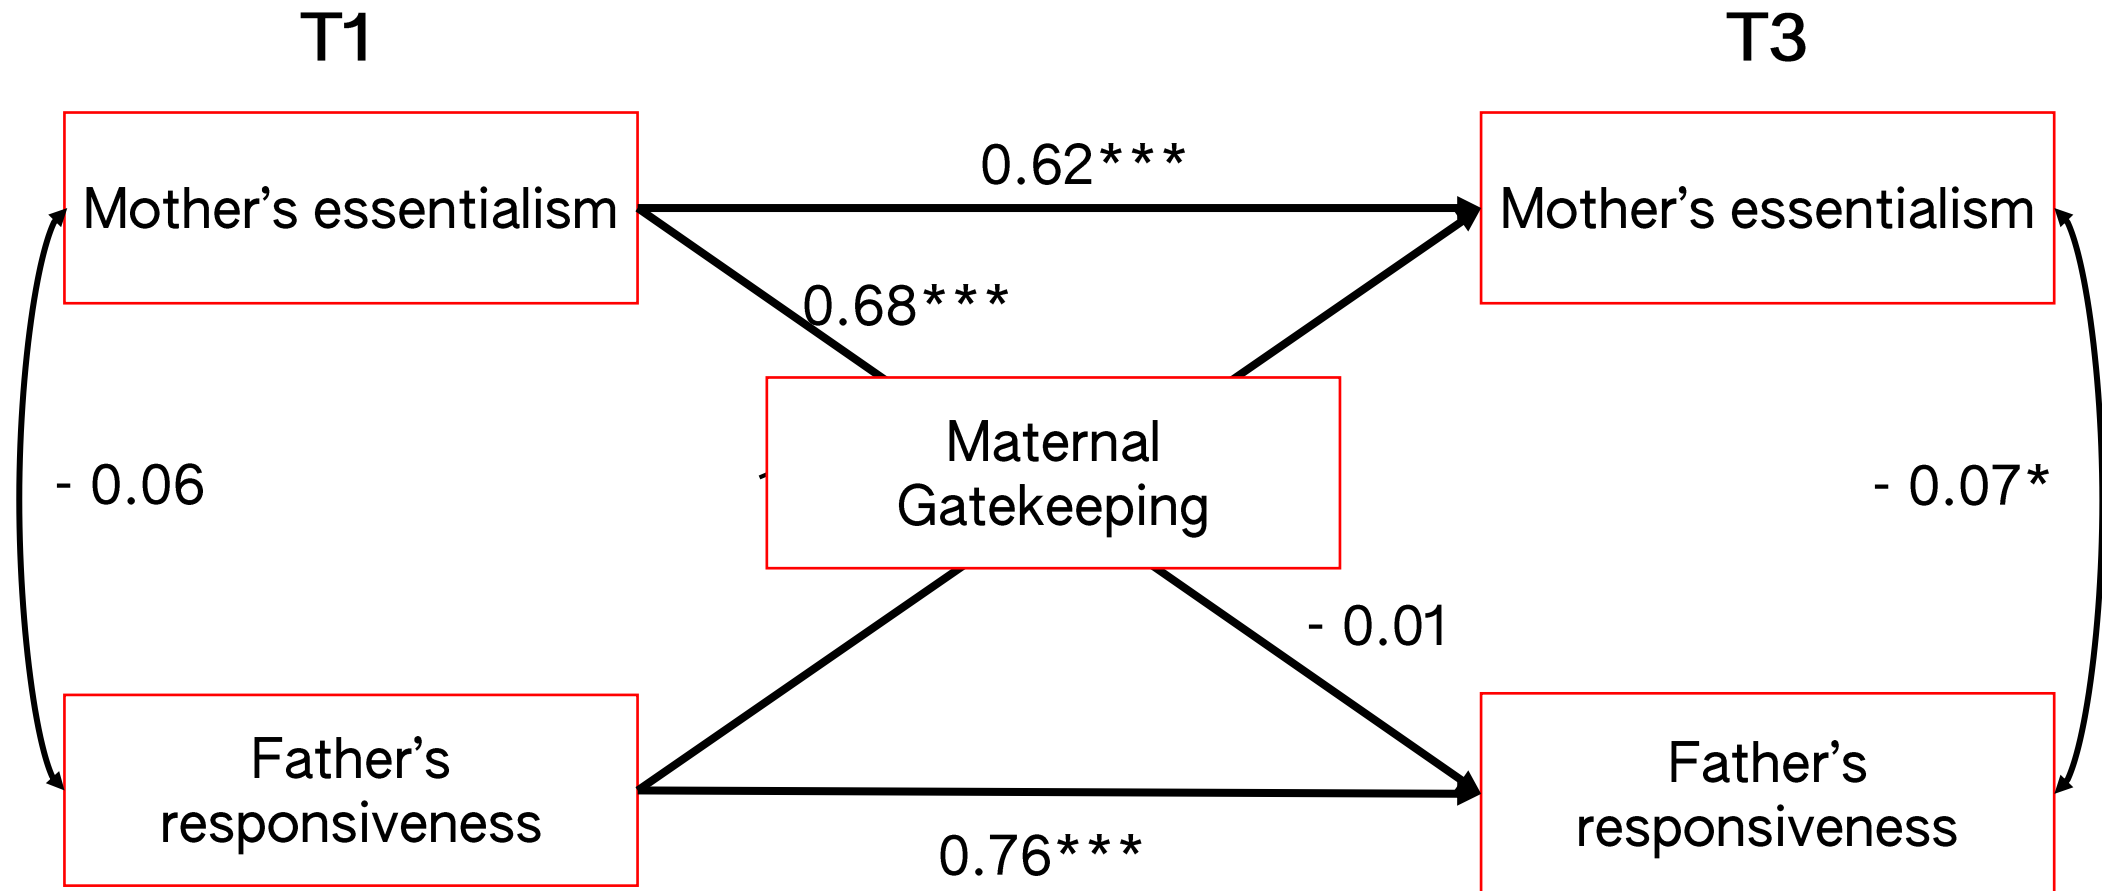 T1
T3
0.62***
Mother’s essentialism
Mother’s essentialism
0.68***
Maternal
Gatekeeping
- 0.06
- 0.07*
- 0.01
Father’s
responsiveness
Father’s
responsiveness
0.76***